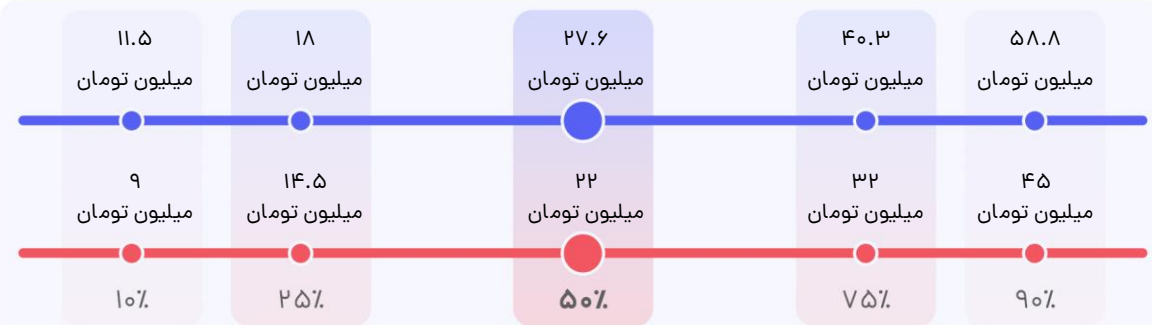 ۱۱.۵ ۱۸ ۲۷.۶ ۴۰.۳ ۵۸.۸
میلیون تومان میلیون تومان میلیون تومان میلیون تومان میلیون تومان
۹ ۱۴.۵ ۲۲ ۳۲ ۴۵
میلیون تومان میلیون تومان میلیون تومان میلیون تومان میلیون تومان
۱۰٪ ۲۵٪ ۵۰٪ ۷۵٪ ۹۰٪